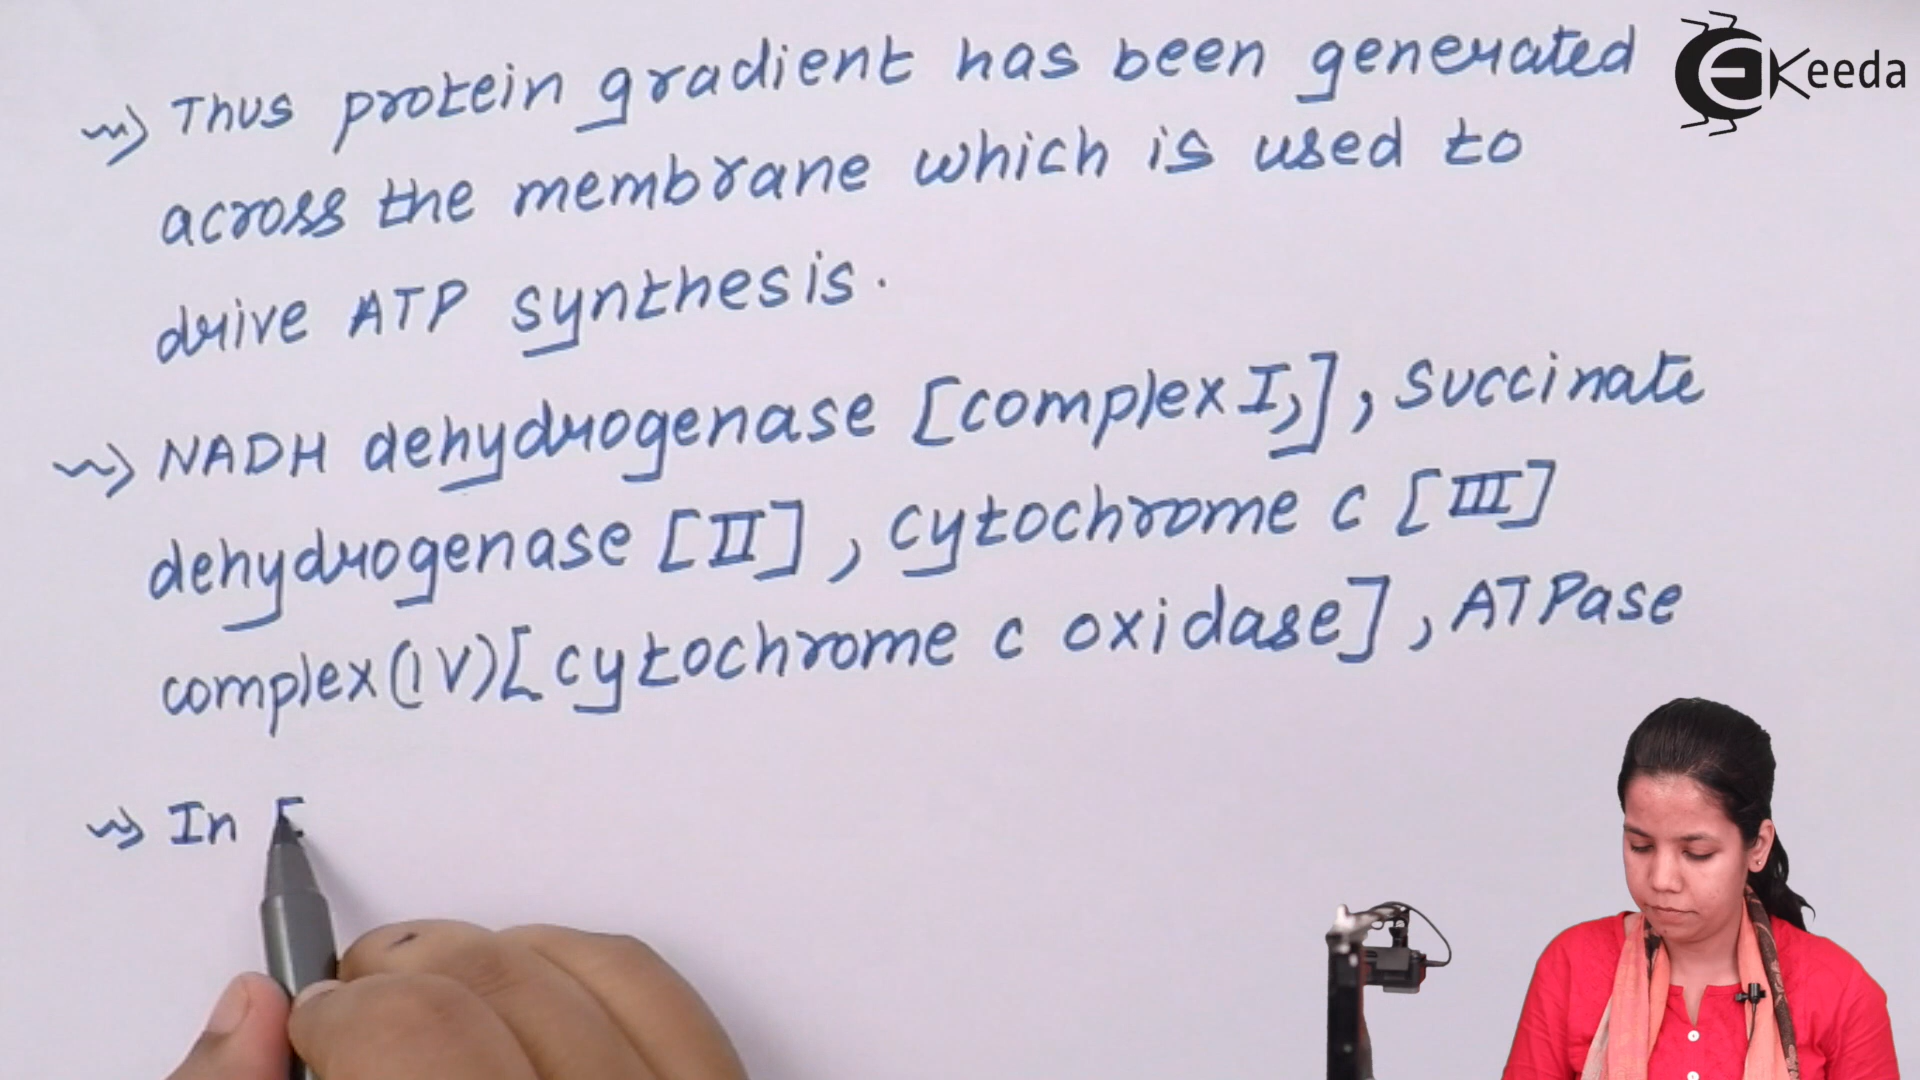 Thus protein gradient has been generated
across the membrane which is used to
drive ATP synthesis.
NADH dehydrogenase [complex I,], Succinate
dehydrogenase [II], cytochrome c [III]
complex(IV)[cytochrome c oxidase], ATPase
In
EKeeda